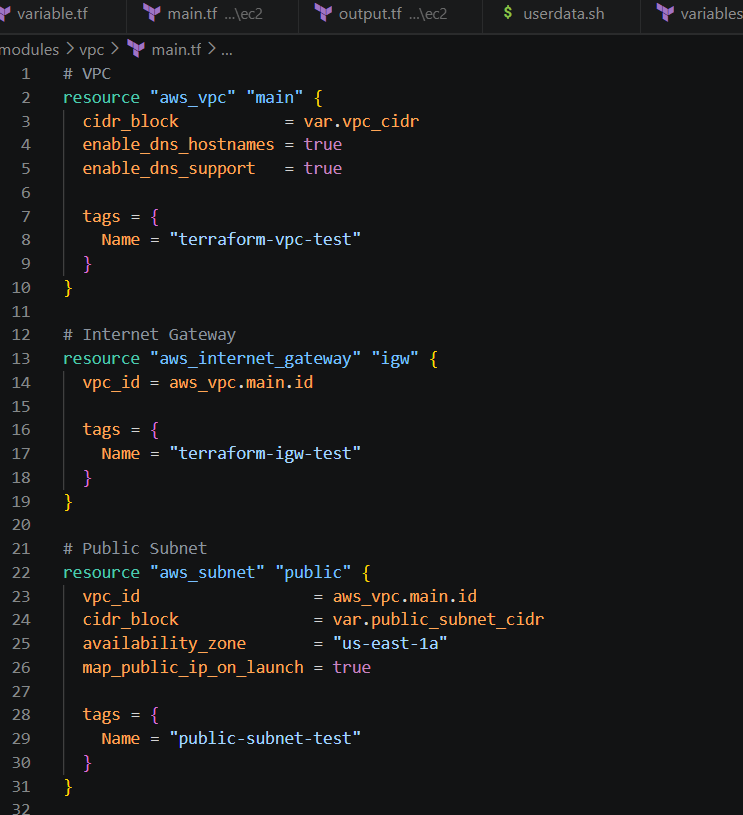 variable.tf main.tf ...\ec2 output.tf ...\ec2 $ userdata.sh variables
modules > vpc > main.tf > ...
1 # VPC
2 resource "aws_vpc" "main" {
3 cidr_block = var.vpc_cidr
4 enable_dns_hostnames = true
5 enable_dns_support = true
6
7 tags = {
8 Name = "terraform-vpc-test"
9 }
10 }
11
12 # Internet Gateway
13 resource "aws_internet_gateway" "igw" {
14 vpc_id = aws_vpc.main.id
15
16 tags = {
17 Name = "terraform-igw-test"
18 }
19 }
20
21 # Public Subnet
22 resource "aws_subnet" "public" {
23 vpc_id = aws_vpc.main.id
24 cidr_block = var.public_subnet_cidr
25 availability_zone = "us-east-1a"
26 map_public_ip_on_launch = true
27
28 tags = {
29 Name = "public-subnet-test"
30 }
31 }
32